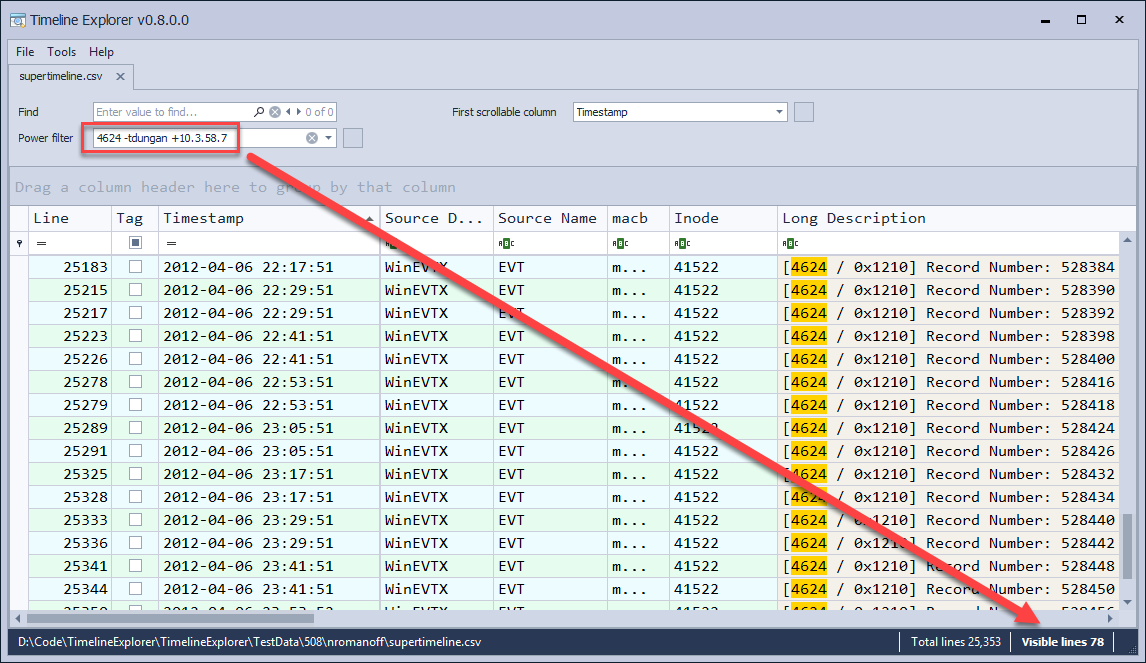 Timeline Explorer v0.8.0.0
File Tools Help
supertimeline.csv
Find Enter value to find... 0 of 0 First scrollable column Timestamp
Power filter 4624 -tdungan +10.3.58.7
Drag a column header here to group by that column
Line Tag Timestamp Source D... Source Name macb Inode Long Description
= =
25183 2012-04-06 22:17:51 WinEVTX EVT m... 41522 [4624 / 0x1210] Record Number: 528384
25215 2012-04-06 22:29:51 WinEVTX EVT m... 41522 [4624 / 0x1210] Record Number: 528390
25217 2012-04-06 22:29:51 WinEVTX EVT m... 41522 [4624 / 0x1210] Record Number: 528392
25223 2012-04-06 22:41:51 WinEVTX EVT m... 41522 [4624 / 0x1210] Record Number: 528398
25226 2012-04-06 22:41:51 WinEVTX EVT m... 41522 [4624 / 0x1210] Record Number: 528400
25278 2012-04-06 22:53:51 WinEVTX EVT m... 41522 [4624 / 0x1210] Record Number: 528416
25279 2012-04-06 22:53:51 WinEVTX EVT m... 41522 [4624 / 0x1210] Record Number: 528418
25289 2012-04-06 23:05:51 WinEVTX EVT m... 41522 [4624 / 0x1210] Record Number: 528424
25291 2012-04-06 23:05:51 WinEVTX EVT m... 41522 [4624 / 0x1210] Record Number: 528426
25325 2012-04-06 23:17:51 WinEVTX EVT m... 41522 [4624 / 0x1210] Record Number: 528432
25328 2012-04-06 23:17:51 WinEVTX EVT m... 41522 [4624 / 0x1210] Record Number: 528434
25333 2012-04-06 23:29:51 WinEVTX EVT m... 41522 [4624 / 0x1210] Record Number: 528440
25336 2012-04-06 23:29:51 WinEVTX EVT m... 41522 [4624 / 0x1210] Record Number: 528442
25341 2012-04-06 23:41:51 WinEVTX EVT m... 41522 [4624 / 0x1210] Record Number: 528448
25344 2012-04-06 23:41:51 WinEVTX EVT m... 41522 [4624 / 0x1210] Record Number: 528450
D:\Code\TimelineExplorer\TimelineExplorer\TestData\508\nromanoff\supertimeline.csv Total lines 25,353 Visible lines 78